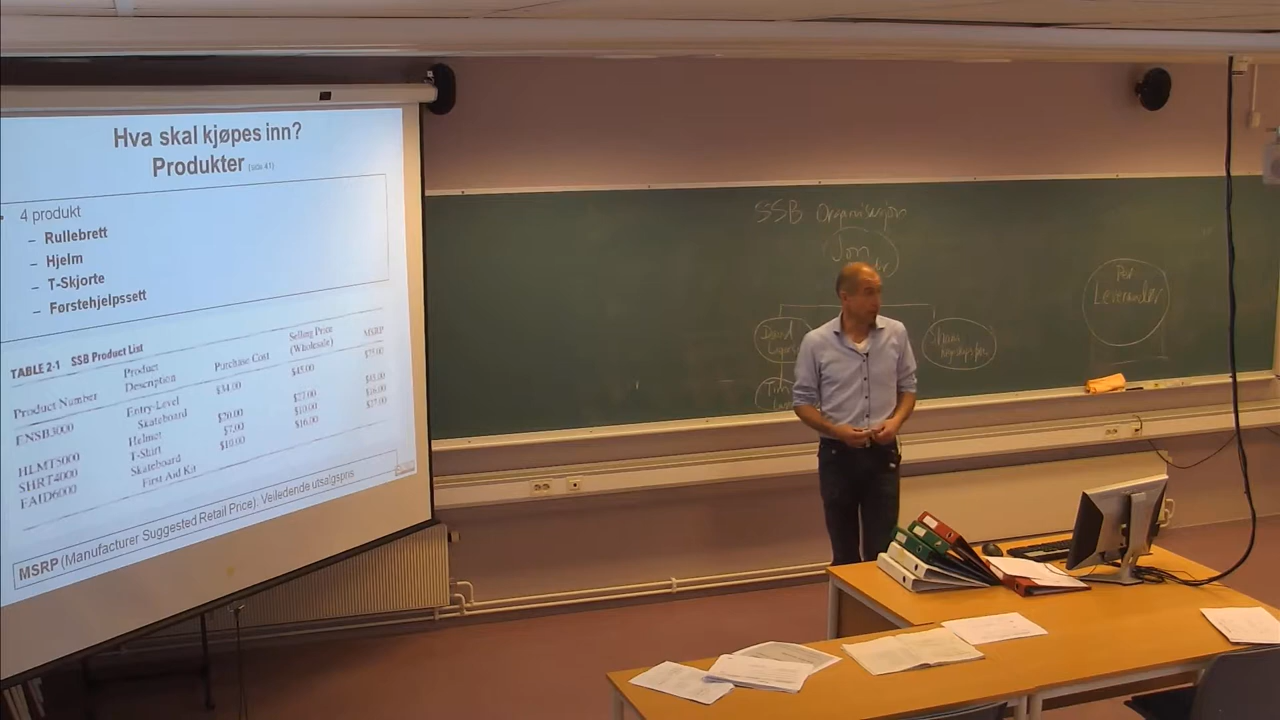 Hva skal kjøpes inn?
Produkter (side 41)
4 produkt
– Rullebrett
– Hjelm
– T-Skjorte
– Førstehjelpssett
TABLE 2-1 SSB Product List
Product Number Product Description Purchase Cost Selling Price (Wholesale) MSRP
ENSB3000 Entry-Level Skateboard $34.00 $45.00 $75.00
HLMT5000 Helmet $20.00 $27.00 $45.00
SHRT4000 T-Shirt $7.00 $10.00 $16.00
FAID6000 Skateboard First Aid Kit $10.00 $16.00 $27.00
MSRP (Manufacturer Suggested Retail Price): Veiledende utsalgspris
SSB Organisasjon
Jon
Per
Leverandør